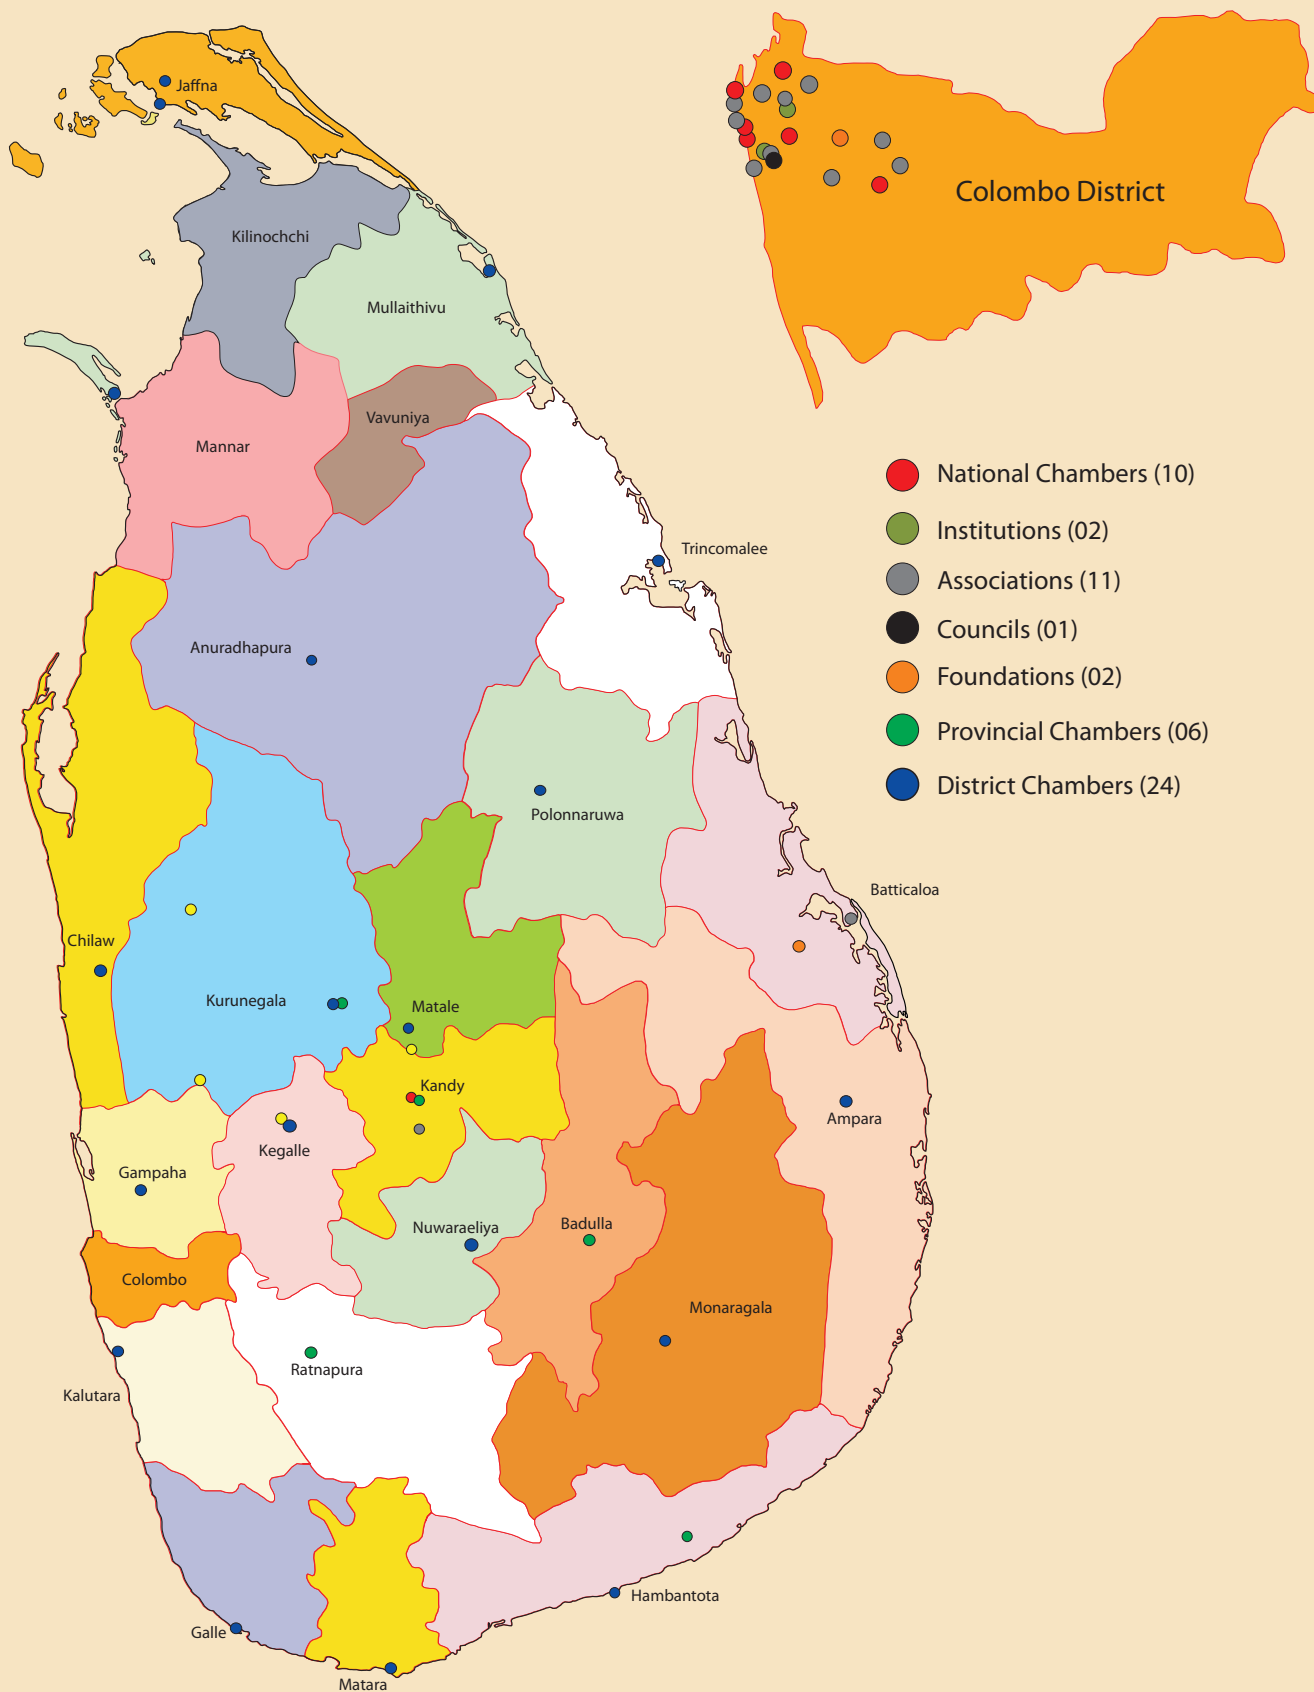 Jaffna
Colombo District
Kilinochchi
Mullaithivu
Vavuniya
Mannar
National Chambers (10)
Institutions (02)
Trincomalee
Associations (11)
Councils (01)
Anuradhapura
Foundations (02)
Provincial Chambers (06)
District Chambers (24)
Polonnaruwa
Batticaloa
Chilaw
Kurunegala
Matale
Kandy
Ampara
Kegalle
Gampaha
Nuwaraeliya
Badulla
Colombo
Monaragala
Ratnapura
Kalutara
Hambantota
Galle
Matara